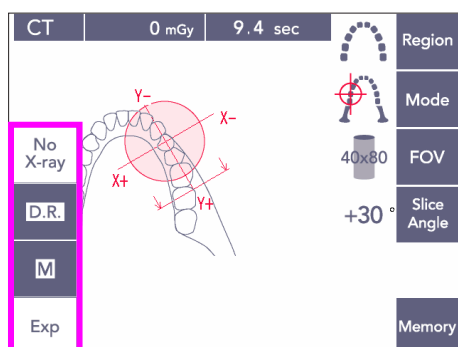 CT 0 mGy 9.4 sec
Region
Mode
Y-
X-
X+
Y+
No
X-ray
40x80
FOV
D.R.
+30 °
Slice
Angle
M
Exp
Memory